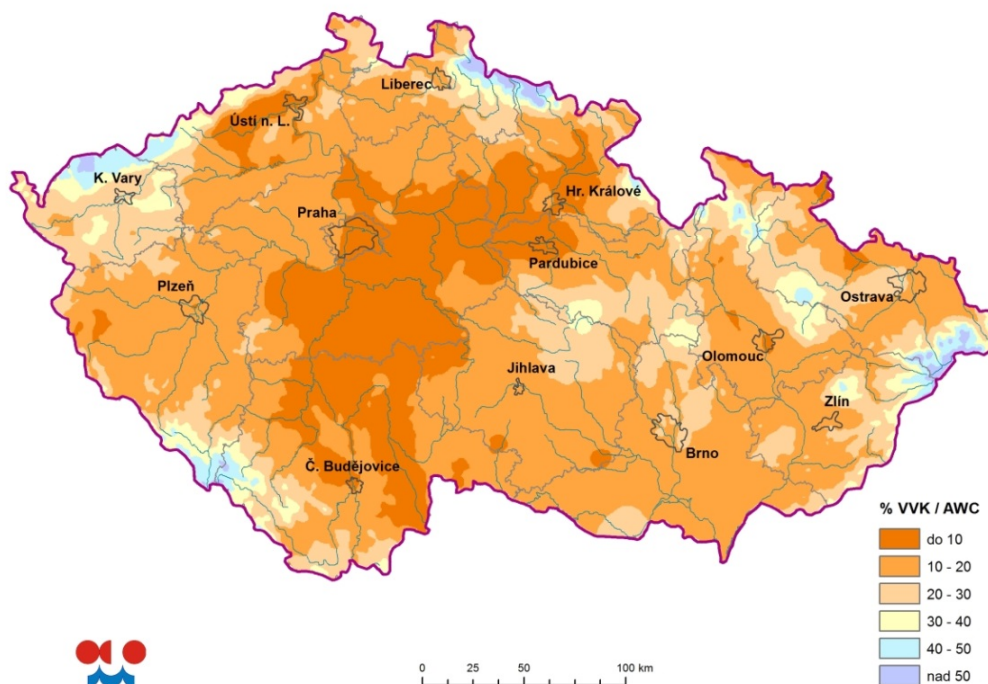 Liberec
Ústí n. L.
K. Vary
Hr. Králové
Praha
Pardubice
Plzeň
Ostrava
Olomouc
Jihlava
Zlín
Brno
Č. Budějovice
% VVK / AWC
do 10
10 - 20
20 - 30
30 - 40
40 - 50
nad 50
0 25 50 100 km